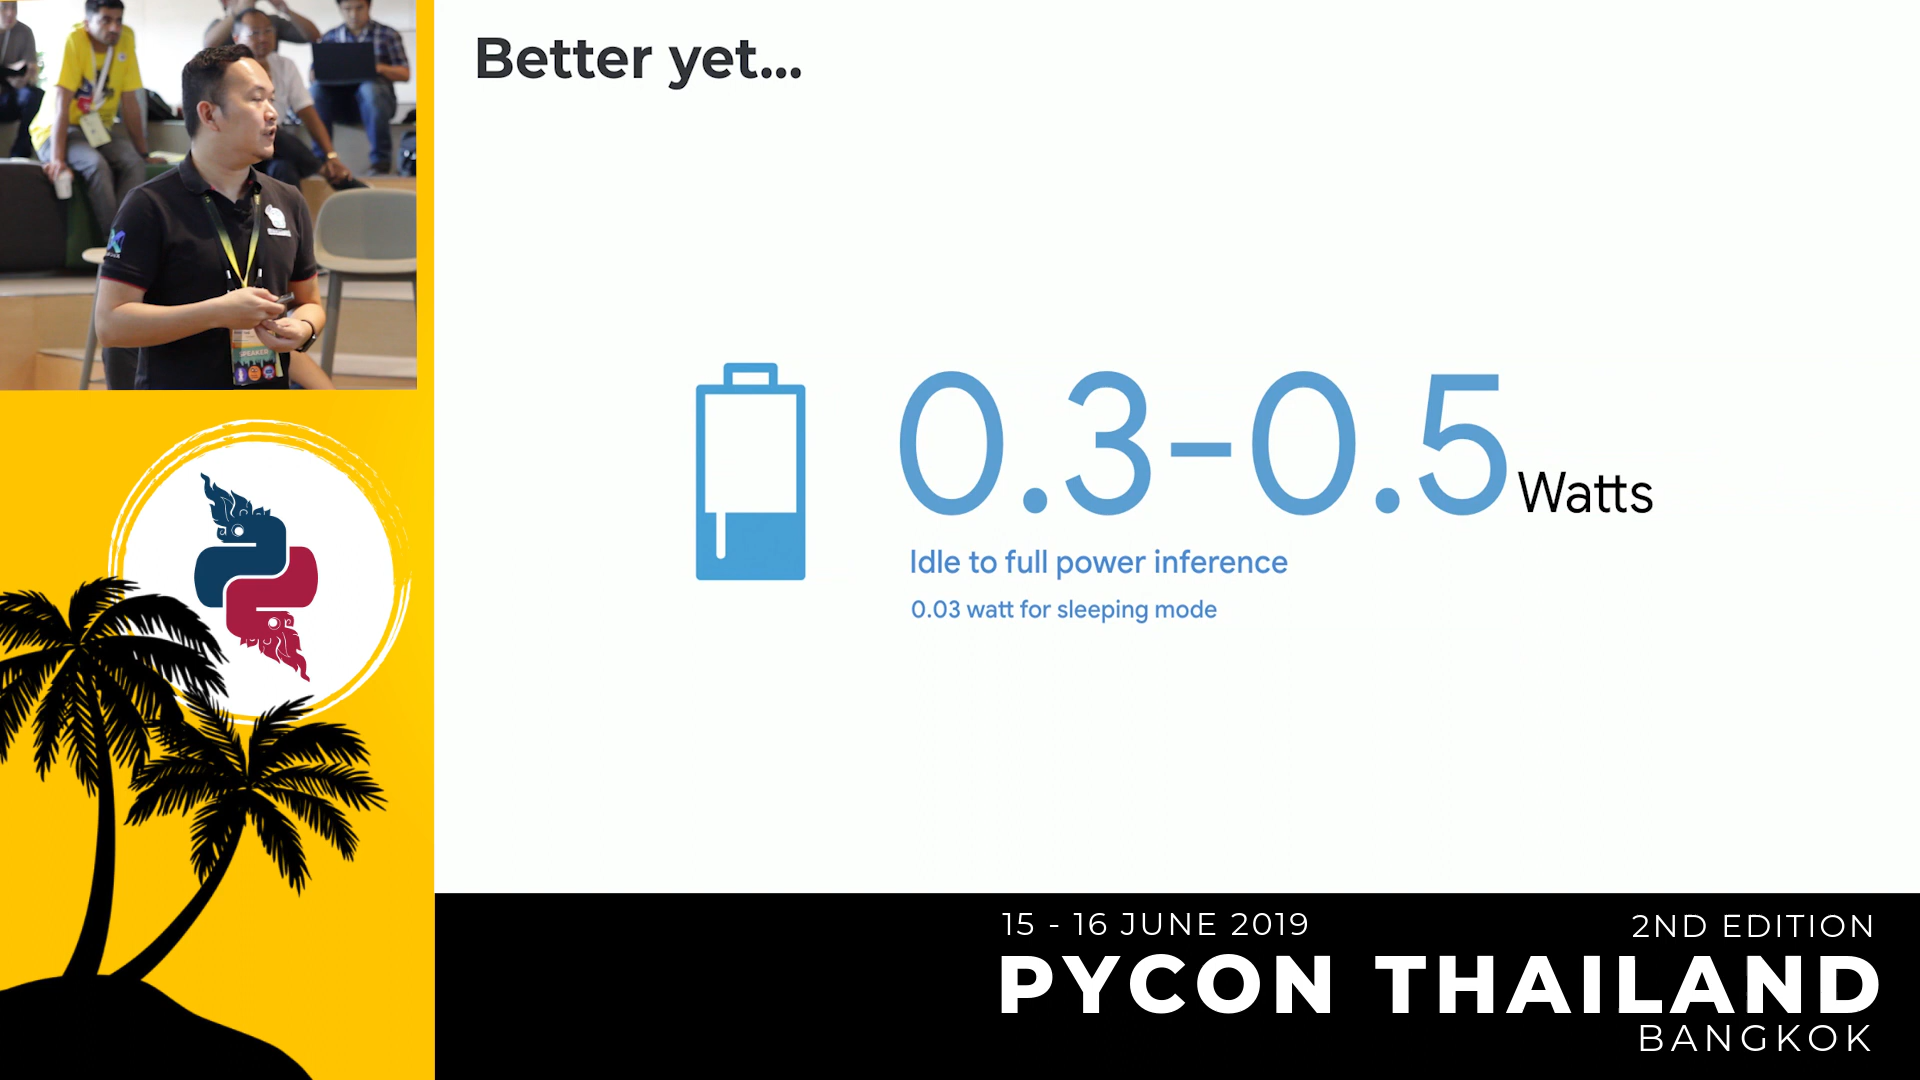 Better yet...
0.3-0.5 Watts
Idle to full power inference
0.03 watt for sleeping mode
SPEAKER
15 - 16 JUNE 2019
2ND EDITION
PYCON THAILAND
BANGKOK